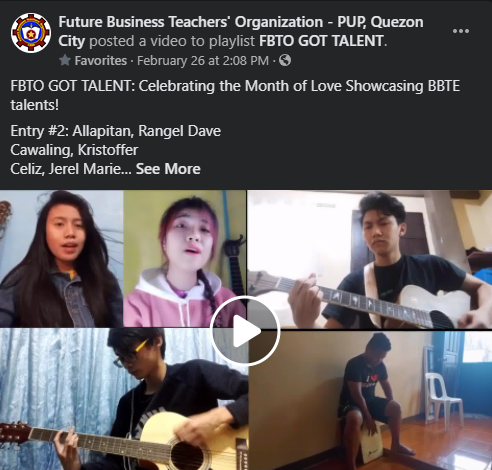 Future Business Teachers' Organization - PUP, Quezon
City posted a video to playlist FBTO GOT TALENT.
Favorites · February 26 at 2:08 PM ·
FBTO GOT TALENT: Celebrating the Month of Love Showcasing BBTE
talents!
Entry #2: Allapitan, Rangel Dave
Cawaling, Kristoffer
Celiz, Jerel Marie... See More